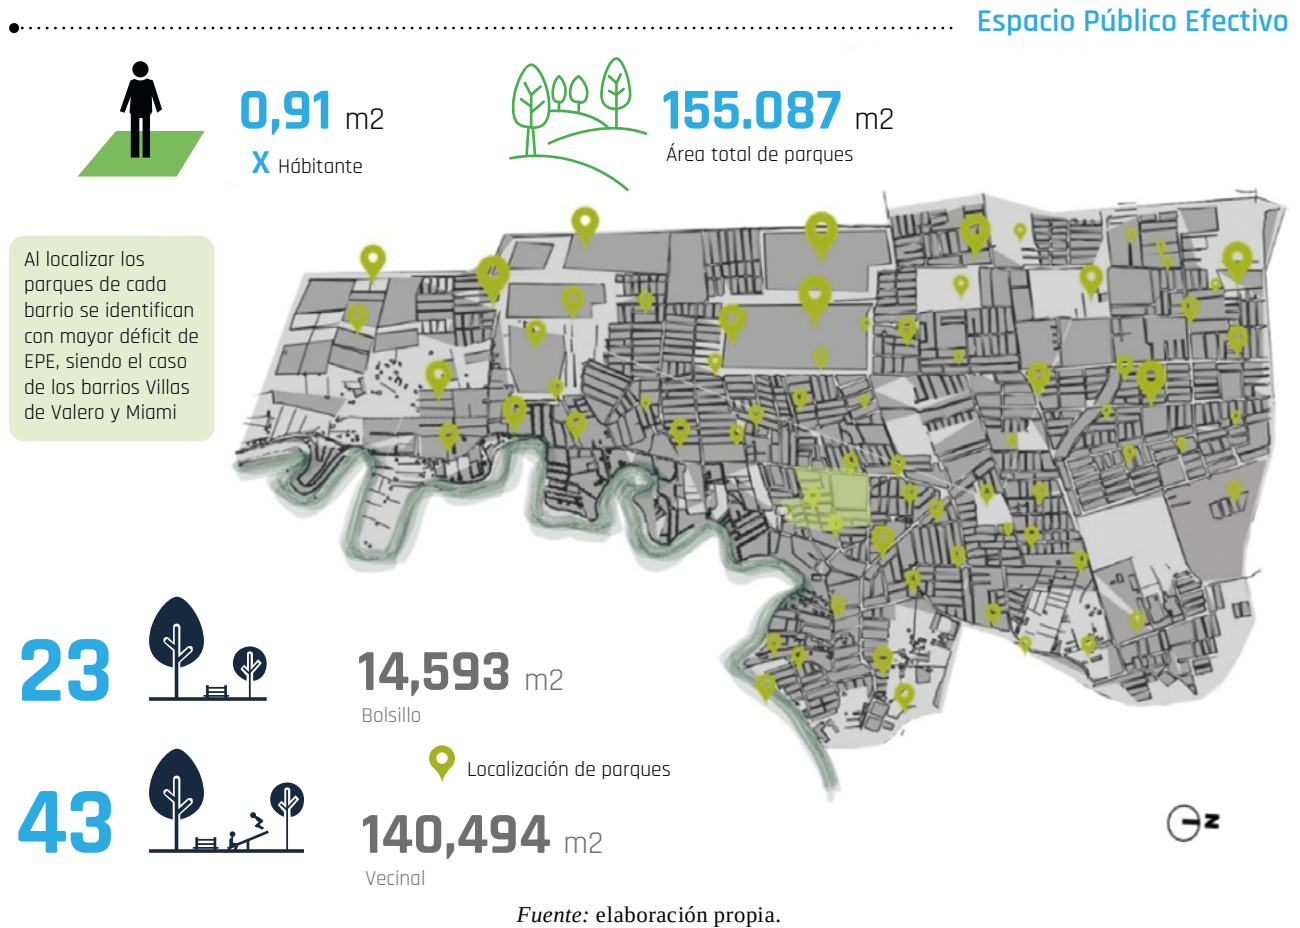 Espacio Público Efectivo
0,91 m2
X Hábitante
155.087 m2
Área total de parques
Al localizar los
parques de cada
barrio se identifican
con mayor déficit de
EPE, siendo el caso
de los barrios Villas
de Valero y Miami
23
14,593 m2
Bolsillo
Localización de parques
43
140,494 m2
Vecinal
N
Fuente: elaboración propia.